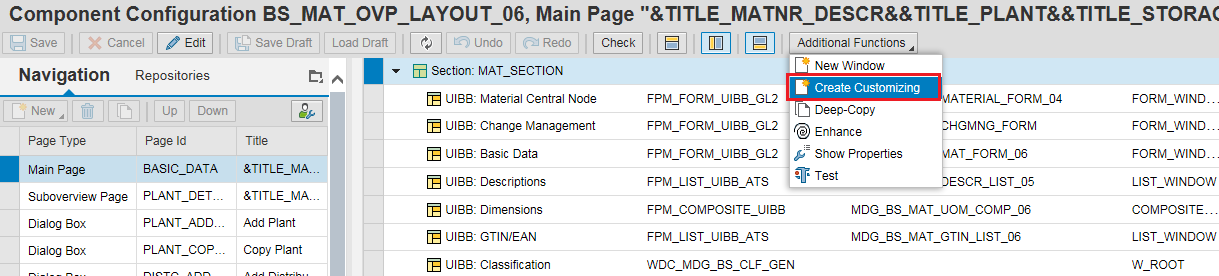 Component Configuration BS_MAT_OVP_LAYOUT_06, Main Page "&TITLE_MATNR_DESCR&&TITLE_PLANT&&TITLE_STORAG
Save Cancel Edit Save Draft Load Draft Undo Redo Check Additional Functions
Navigation Repositories
New Up Down
Page Type Page Id Title
Main Page BASIC_DATA &TITLE_MA...
Suboverview Page PLANT_DET... &TITLE_MA...
Dialog Box PLANT_ADD... Add Plant
Dialog Box PLANT_COP... Copy Plant
Dialog Box DISTC_ADD... Add Distribu
Section: MAT_SECTION
UIBB: Material Central Node FPM_FORM_UIBB_GL2 MATERIAL_FORM_04 FORM_WIND...
UIBB: Change Management FPM_FORM_UIBB_GL2 CHGMNG_FORM FORM_WIND...
UIBB: Basic Data FPM_FORM_UIBB_GL2 MAT_FORM_06 FORM_WIND...
UIBB: Descriptions FPM_LIST_UIBB_ATS DESCR_LIST_05 LIST_WINDOW
UIBB: Dimensions FPM_COMPOSITE_UIBB MDG_BS_MAT_UOM_COMP_06 COMPOSITE...
UIBB: GTIN/EAN FPM_LIST_UIBB_ATS MDG_BS_MAT_GTIN_LIST_06 LIST_WINDOW
UIBB: Classification WDC_MDG_BS_CLF_GEN W_ROOT
New Window
Create Customizing
Deep-Copy
Enhance
Show Properties
Test